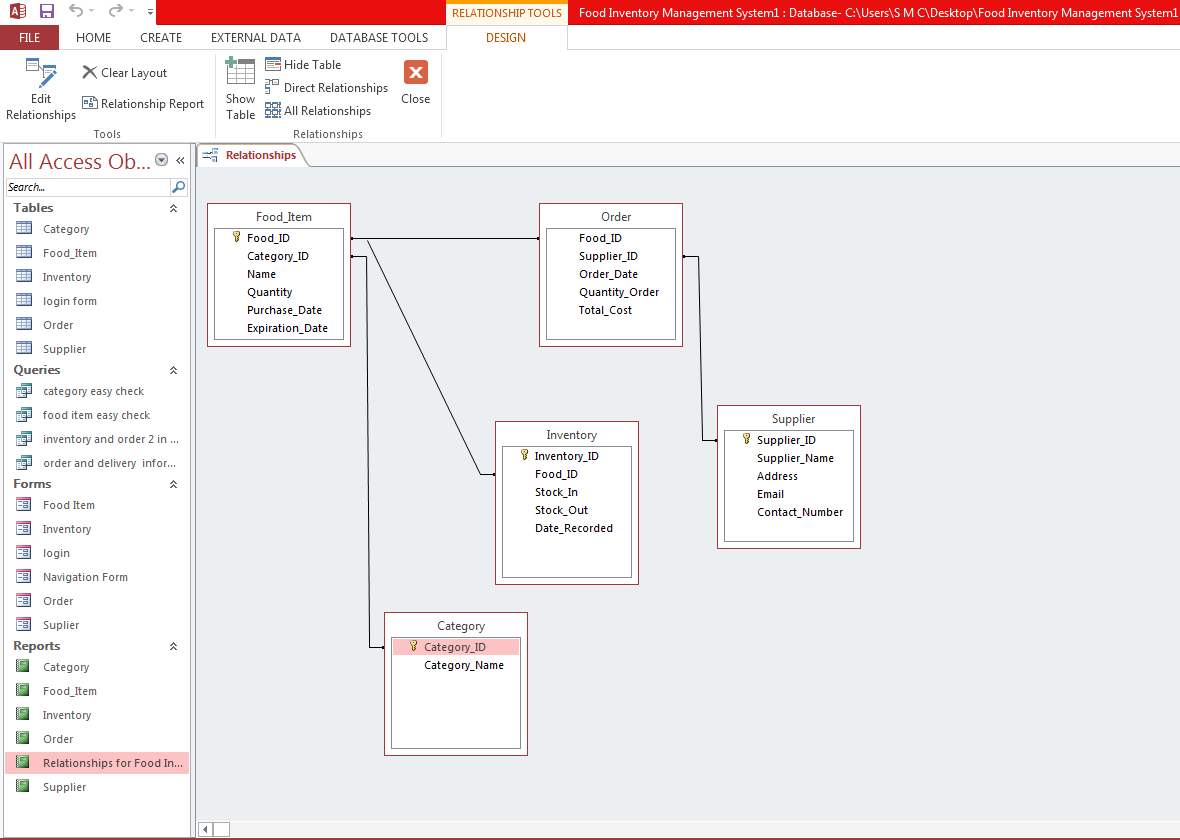 RELATIONSHIP TOOLS
Food Inventory Management System1 : Database- C:\Users\S M C\Desktop\Food Inventory Management System1
FILE
HOME
CREATE
EXTERNAL DATA
DATABASE TOOLS
DESIGN
Edit
Relationships
Clear Layout
Relationship Report
Tools
Show
Table
Hide Table
Direct Relationships
All Relationships
Close
Relationships
All Access Ob...
Search...
Tables
Category
Food_Item
Inventory
login form
Order
Supplier
Queries
category easy check
food item easy check
inventory and order 2 in ...
order and delivery infor...
Forms
Food Item
Inventory
login
Navigation Form
Order
Suplier
Reports
Category
Food_Item
Inventory
Order
Relationships for Food In...
Supplier
Relationships
Food_Item
Food_ID
Category_ID
Name
Quantity
Purchase_Date
Expiration_Date
Order
Food_ID
Supplier_ID
Order_Date
Quantity_Order
Total_Cost
Inventory
Inventory_ID
Food_ID
Stock_In
Stock_Out
Date_Recorded
Supplier
Supplier_ID
Supplier_Name
Address
Email
Contact_Number
Category
Category_ID
Category_Name